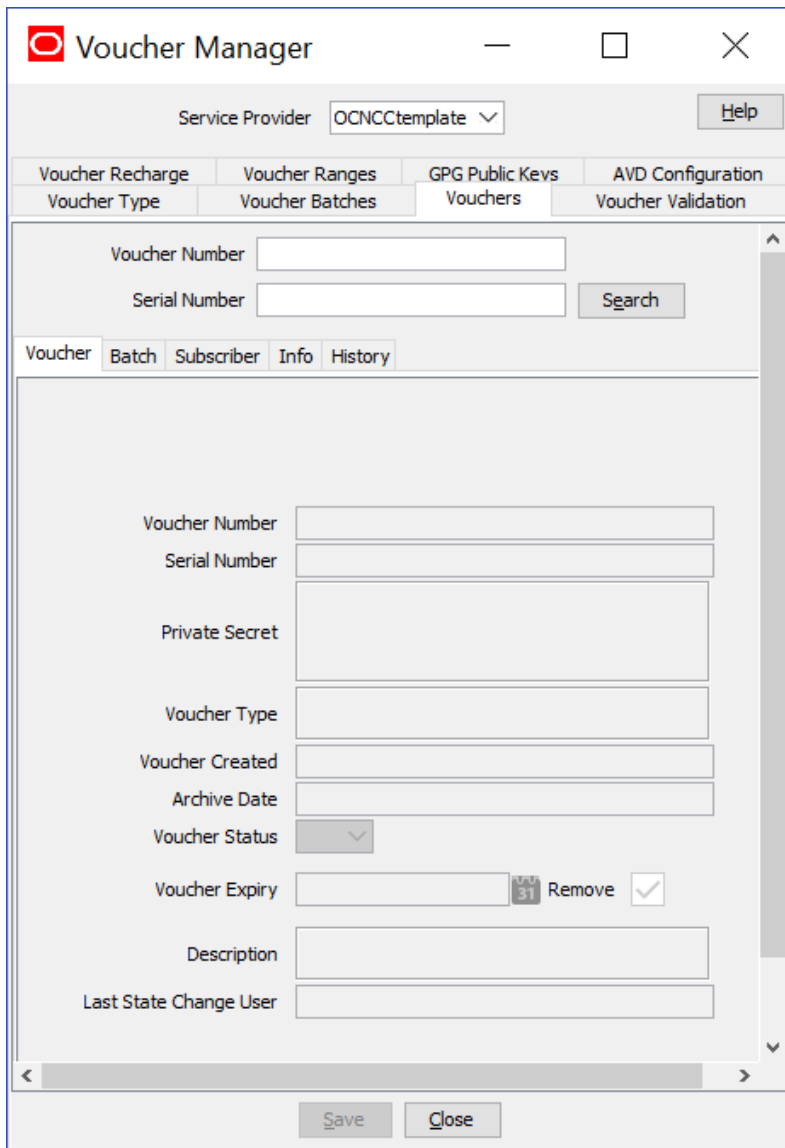 Voucher Manager
Service Provider OCNCCtemplate Help
Voucher Recharge Voucher Ranges GPG Public Keys AVD Configuration
Voucher Type Voucher Batches Vouchers Voucher Validation
Voucher Number
Serial Number Search
Voucher Batch Subscriber Info History
Voucher Number
Serial Number
Private Secret
Voucher Type
Voucher Created
Archive Date
Voucher Status
Voucher Expiry 31 Remove
Description
Last State Change User
Save Close